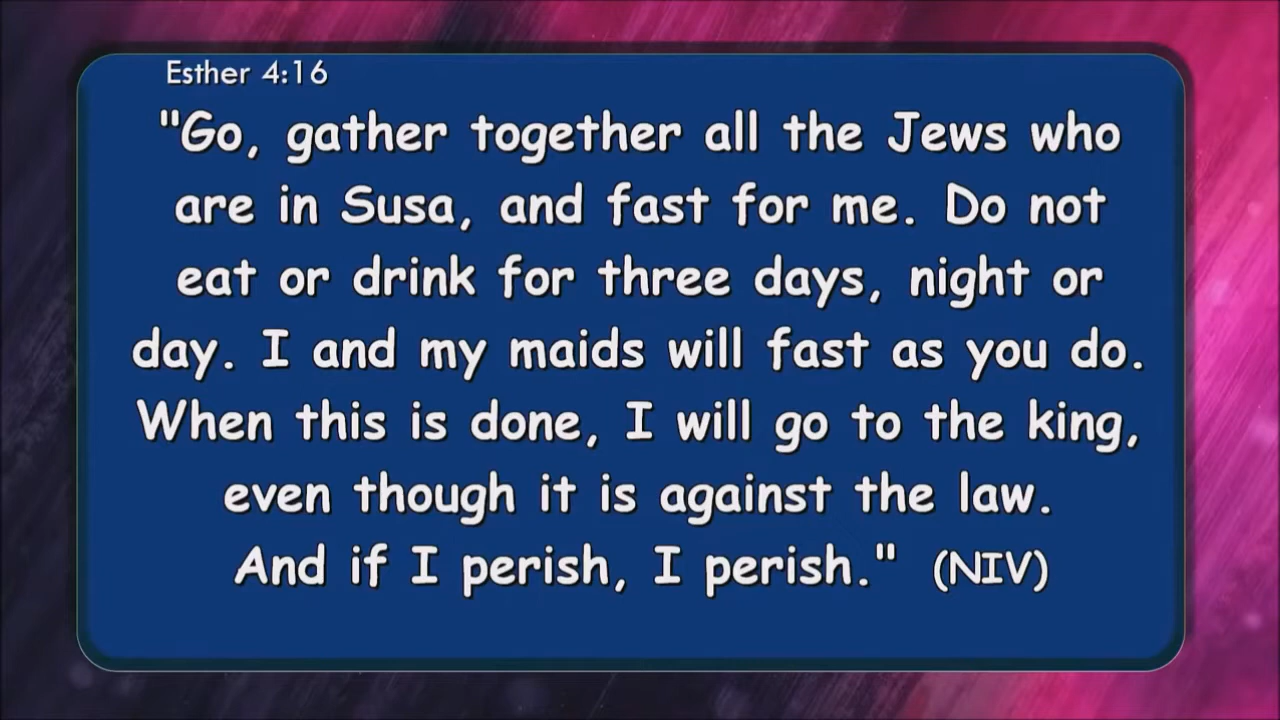 Esther 4:16
"Go, gather together all the Jews who
are in Susa, and fast for me. Do not
eat or drink for three days, night or
day. I and my maids will fast as you do.
When this is done, I will go to the king,
even though it is against the law.
And if I perish, I perish." (NIV)